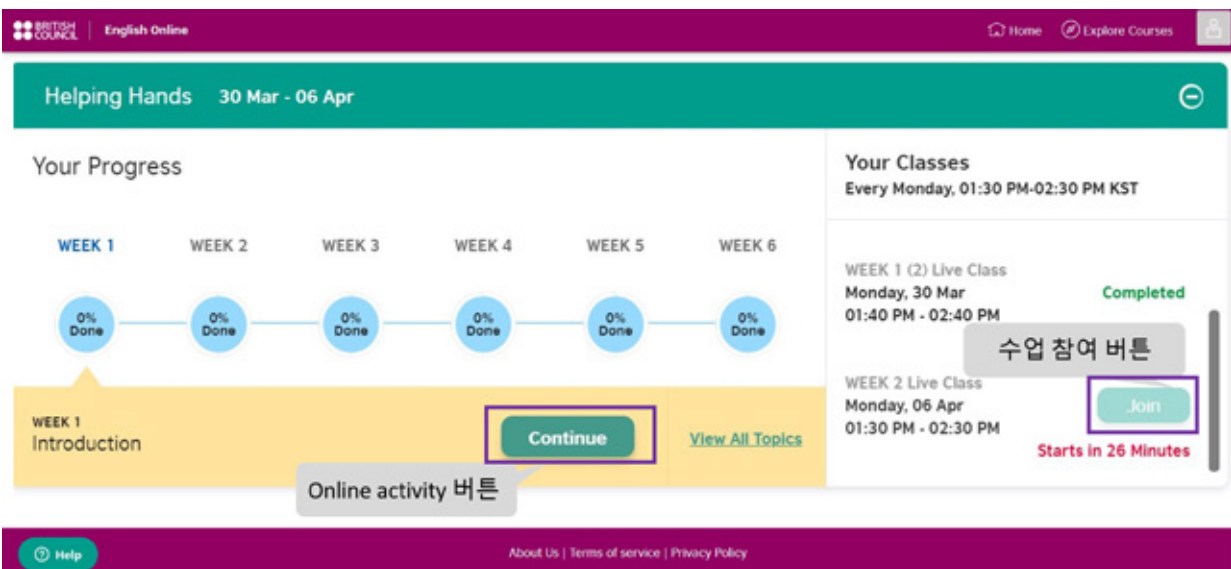 BRITISH
COUNCIL
English Online
Home
Explore Courses
Helping Hands 30 Mar - 06 Apr
Your Progress
WEEK 1 WEEK 2 WEEK 3 WEEK 4 WEEK 5 WEEK 6
0% 0% 0% 0% 0% 0%
Done Done Done Done Done Done
WEEK 1
Introduction
Continue
View All Topics
Online activity 버튼
Your Classes
Every Monday, 01:30 PM-02:30 PM KST
WEEK 1 (2) Live Class
Monday, 30 Mar
01:40 PM - 02:40 PM
Completed
수업 참여 버튼
WEEK 2 Live Class
Monday, 06 Apr
01:30 PM - 02:30 PM
Join
Starts in 26 Minutes
Help
About Us | Terms of service | Privacy Policy